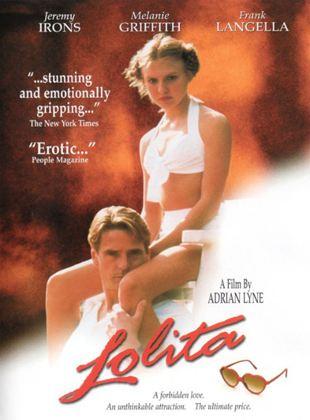 Jeremy IRONS
Melanie GRIFFITH
Frank LANGELLA
"...stunning
and emotionally
gripping..."
The New York Times
"Erotic..."
People Magazine
A Film By
ADRIAN LYNE
Lolita
A forbidden love.
An unthinkable attraction. The ultimate price.